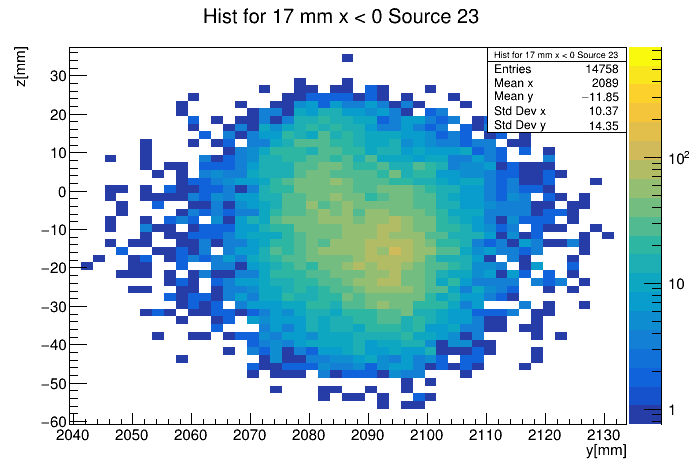 Hist for 17 mm x < 0 Source 23
z[mm]
Hist for 17 mm x < 0 Source 23
Entries 14758
Mean x 2089
Mean y −11.85
Std Dev x 10.37
Std Dev y 14.35
30
20
10
0
−10
−20
−30
−40
−50
−60
10²
10
1
2040 2050 2060 2070 2080 2090 2100 2110 2120 2130
y[mm]